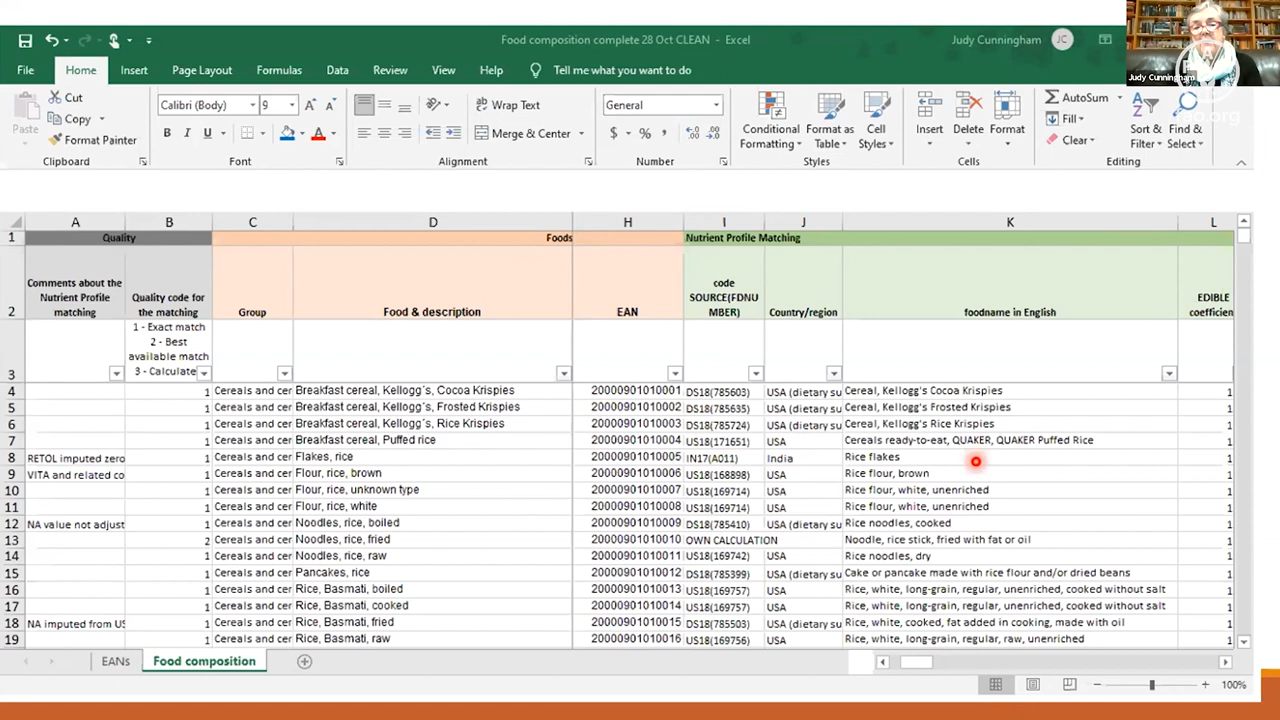 Food composition complete 28 Oct CLEAN - Excel
Judy Cunningham JC
Judy Cunningham
File Home Insert Page Layout Formulas Data Review View Help Tell me what you want to do
Paste
Cut
Copy
Format Painter
Clipboard
Calibri (Body) 9 A A
B I U A
Font
Wrap Text
Merge & Center
Alignment
General
$ % ,
Number
Conditional Formatting
Format as Table
Cell Styles
Styles
Insert Delete Format
Cells
AutoSum
Fill
Clear
Sort & Filter
Find & Select
Editing
A B C D H I J K L
1 Quality Foods Nutrient Profile Matching
2 Comments about the Nutrient Profile matching Quality code for the matching Group Food & description EAN code SOURCE(FDNUMBER) Country/region foodname in English EDIBLE coefficien
3 1 - Exact match 2 - Best available match 3 - Calculate
4 1 Cereals and cer Breakfast cereal, Kellogg´s, Cocoa Krispies 20000901010001 DS18(785603) USA (dietary su Cereal, Kellogg's Cocoa Krispies 1
5 1 Cereals and cer Breakfast cereal, Kellogg´s, Frosted Krispies 20000901010002 DS18(785635) USA (dietary su Cereal, Kellogg's Frosted Krispies 1
6 1 Cereals and cer Breakfast cereal, Kellogg´s, Rice Krispies 20000901010003 DS18(785724) USA (dietary su Cereal, Kellogg's Rice Krispies 1
7 1 Cereals and cer Breakfast cereal, Puffed rice 20000901010004 US18(171651) USA Cereals ready-to-eat, QUAKER, QUAKER Puffed Rice 1
8 RETOL imputed zero 1 Cereals and cer Flakes, rice 20000901010005 IN17(A011) India Rice flakes 1
9 VITA and related co 1 Cereals and cer Flour, rice, brown 20000901010006 US18(168898) USA Rice flour, brown 1
10 1 Cereals and cer Flour, rice, unknown type 20000901010007 US18(169714) USA Rice flour, white, unenriched 1
11 1 Cereals and cer Flour, rice, white 20000901010008 US18(169714) USA Rice flour, white, unenriched 1
12 NA value not adjust 1 Cereals and cer Noodles, rice, boiled 20000901010009 DS18(785410) USA (dietary su Rice noodles, cooked 1
13 2 Cereals and cer Noodles, rice, fried 20000901010010 OWN CALCULATION Noodle, rice stick, fried with fat or oil 1
14 1 Cereals and cer Noodles, rice, raw 20000901010011 US18(169742) USA Rice noodles, dry 1
15 1 Cereals and cer Pancakes, rice 20000901010012 DS18(785399) USA (dietary su Cake or pancake made with rice flour and/or dried beans 1
16 1 Cereals and cer Rice, Basmati, boiled 20000901010013 US18(169757) USA Rice, white, long-grain, regular, unenriched, cooked without salt 1
17 1 Cereals and cer Rice, Basmati, cooked 20000901010014 US18(169757) USA Rice, white, long-grain, regular, unenriched, cooked without salt 1
18 NA imputed from US 1 Cereals and cer Rice, Basmati, fried 20000901010015 DS18(785503) USA (dietary su Rice, white, cooked, fat added in cooking, made with oil 1
19 1 Cereals and cer Rice, Basmati, raw 20000901010016 US18(169756) USA Rice, white, long-grain, regular, raw, unenriched 1
EANs Food composition
100%